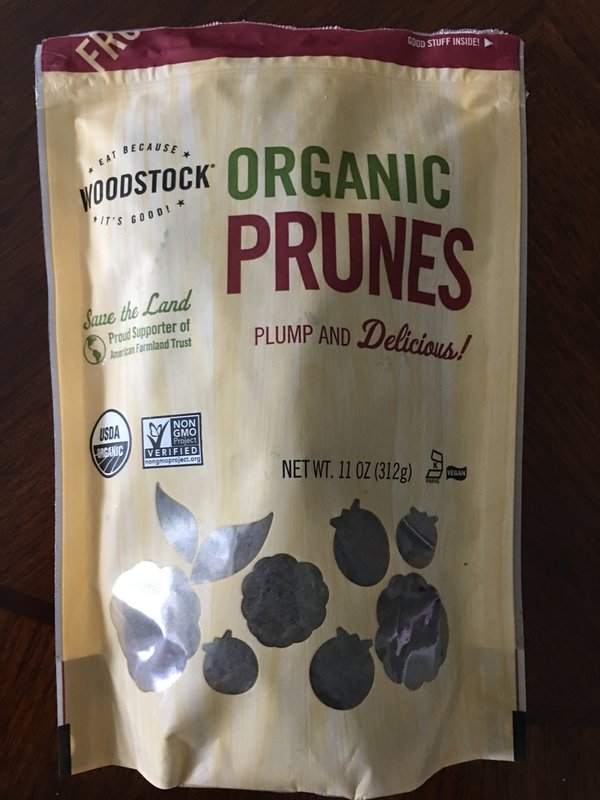 GOOD STUFF INSIDE!
EAT BECAUSE
WOODSTOCK®
IT'S GOOD!
ORGANIC
PRUNES
PLUMP AND Delicious!
Save the Land
Proud Supporter of
American Farmland Trust
USDA
ORGANIC
NON
GMO
Project
VERIFIED
nongmoproject.org
NET WT. 11 OZ (312g)
K
PARVE
VEGAN